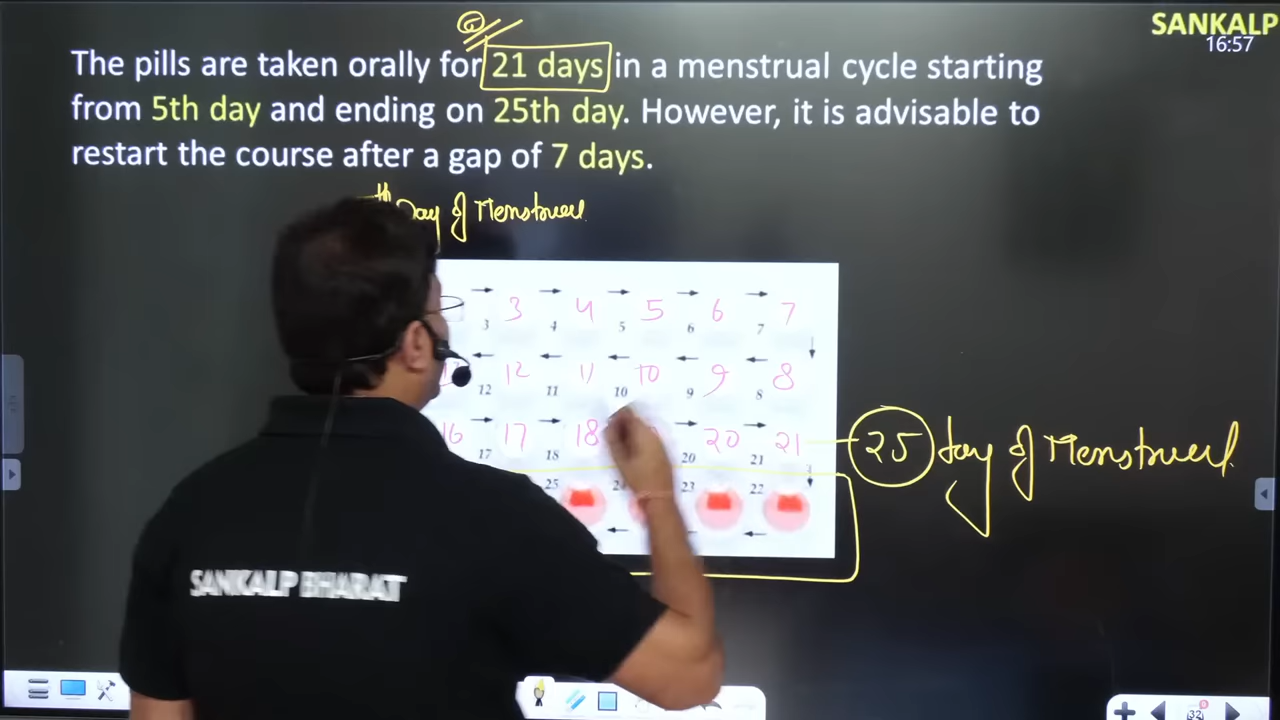 SANKALP
16:57
The pills are taken orally for 21 days in a menstrual cycle starting
from 5th day and ending on 25th day. However, it is advisable to
restart the course after a gap of 7 days.
th Day of Menstrual
3 4 5 6 7
3 4 5 6 7
12 11 10 9 8
12 11 10 9 8
16 17 18 20 21
17 18 20 21
25 day of Menstrual
25 24 23 22
SANKALP BHARAT
32